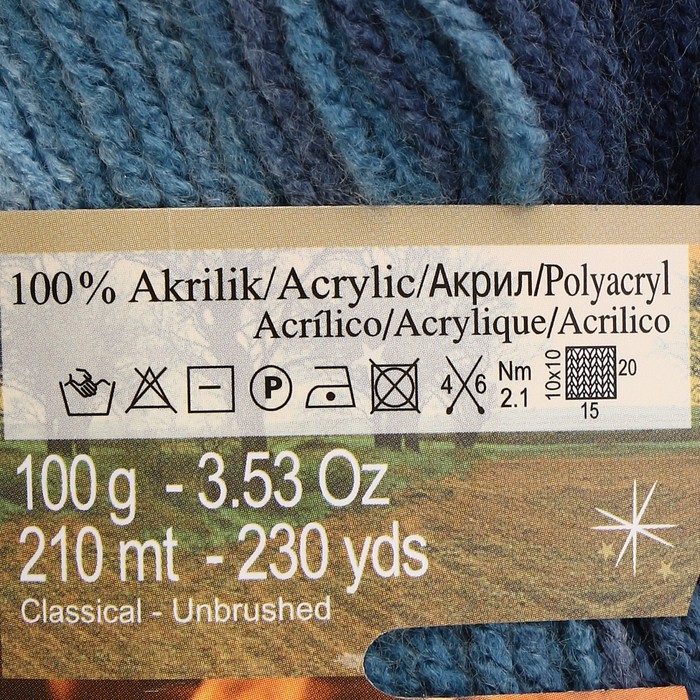 100% Akrilik/Acrylic/Акрил/Polyacryl
Acrílico/Acrylique/Acrilico
P
4 6
Nm
2.1
10x10
20
15
100 g - 3.53 Oz
210 mt - 230 yds
Classical - Unbrushed